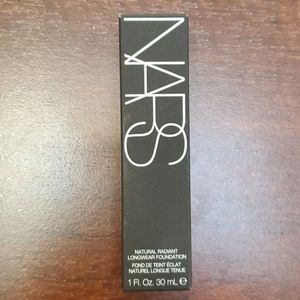 NARS
NATURAL RADIANT
LONGWEAR FOUNDATION
FOND DE TEINT ÉCLAT
NATUREL LONGUE TENUE
1 Fl. Oz. 30 mL e